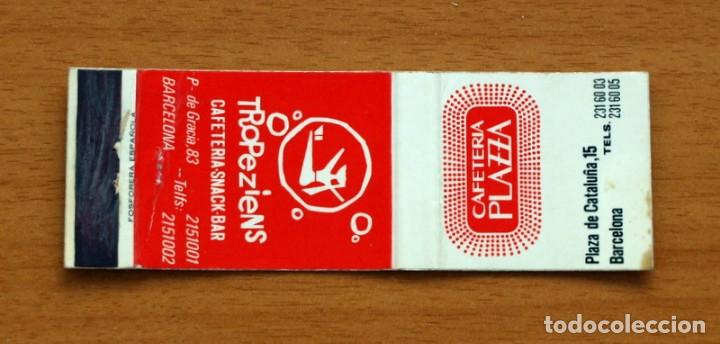 FOSFORERA ESPAÑOLA
TROPEZIENS
CAFETERIA-SNACK-BAR
P- de Gracia, 83
BARCELONA -- Telfs: 2151001
2151002
CAFETERIA
PLAZZA
Plaza de Cataluña, 15
Barcelona
TELS. 231 60 03
231 60 05
todocoleccion